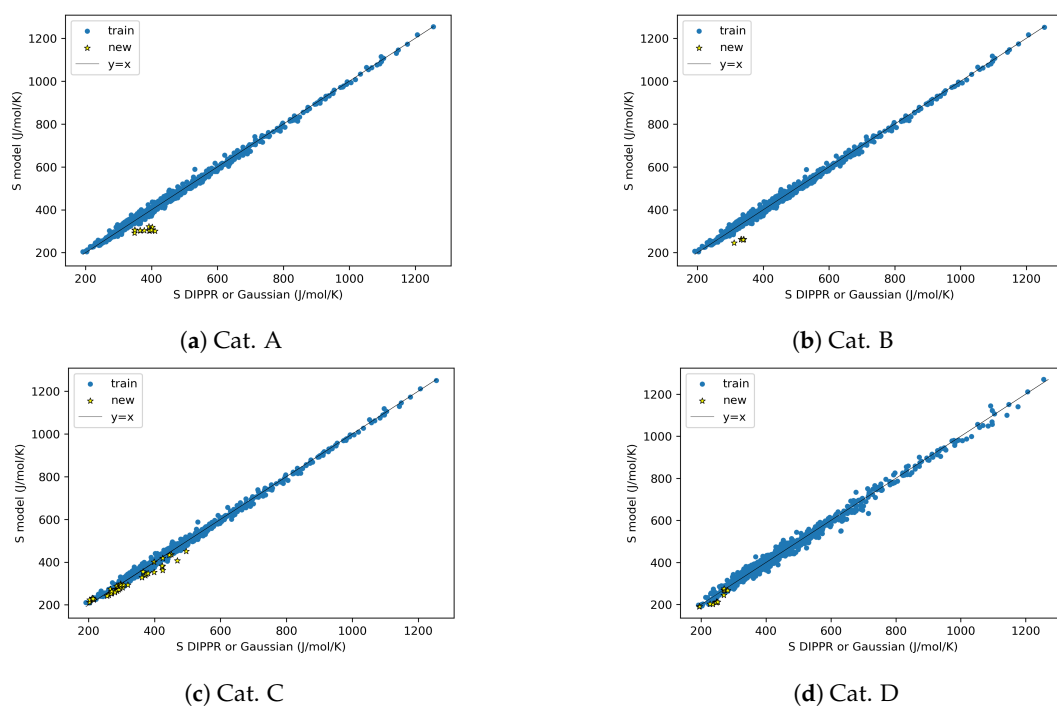 train
new
y=x
1200
1000
800
600
400
200
S model (J/mol/K)
200 400 600 800 1000 1200
S DIPPR or Gaussian (J/mol/K)
(a) Cat. A
train
new
y=x
1200
1000
800
600
400
200
S model (J/mol/K)
200 400 600 800 1000 1200
S DIPPR or Gaussian (J/mol/K)
(b) Cat. B
train
new
y=x
1200
1000
800
600
400
200
S model (J/mol/K)
200 400 600 800 1000 1200
S DIPPR or Gaussian (J/mol/K)
(c) Cat. C
train
new
y=x
1200
1000
800
600
400
200
S model (J/mol/K)
200 400 600 800 1000 1200
S DIPPR or Gaussian (J/mol/K)
(d) Cat. D